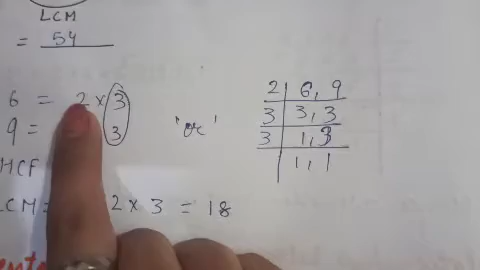 LCM
= 54
6 = 2 × 3
9 = 3
"or"
HCF
LCM = 2 × 3 = 18
2 | 6, 9
3 | 3, 3
3 | 1, 3
1, 1